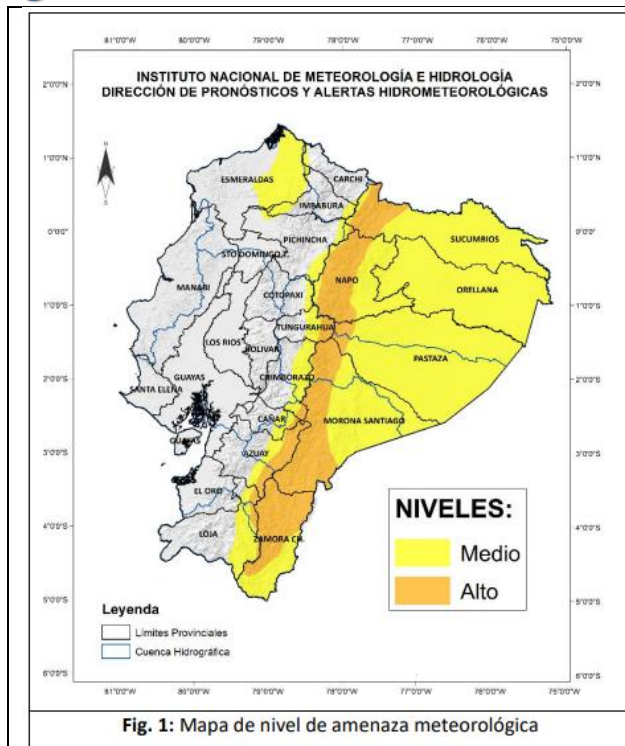 81°0'0"W 80°0'0"W 79°0'0"W 78°0'0"W 77°0'0"W 76°0'0"W 75°0'0"W
INSTITUTO NACIONAL DE METEOROLOGÍA E HIDROLOGÍA
DIRECCIÓN DE PRONÓSTICOS Y ALERTAS HIDROMETEOROLÓGICAS
2°0'0"N 2°0'0"N
N
1°0'0"N 1°0'0"N
ESMERALDAS
CARCHI
IMBABURA
0°0'0"S 0°0'0"S
PICHINCHA
SUCUMBIOS
STO DOMINGO T.
NAPO
MANABI
COTOPAXI
ORELLANA
1°0'0"S 1°0'0"S
TUNGURAHUA
LOS RIOS
BOLIVAR
PASTAZA
2°0'0"S 2°0'0"S
GUAYAS
CHIMBORAZO
SANTA ELENA
CAÑAR
MORONA SANTIAGO
GUAYAS
3°0'0"S 3°0'0"S
AZUAY
EL ORO
NIVELES:
Medio
Alto
4°0'0"S 4°0'0"S
LOJA
ZAMORA CH.
5°0'0"S 5°0'0"S
Leyenda
Límites Provinciales
Cuenca Hidrográfica
6°0'0"S 6°0'0"S
81°0'0"W 80°0'0"W 79°0'0"W 78°0'0"W 77°0'0"W 76°0'0"W 75°0'0"W
Fig. 1: Mapa de nivel de amenaza meteorológica